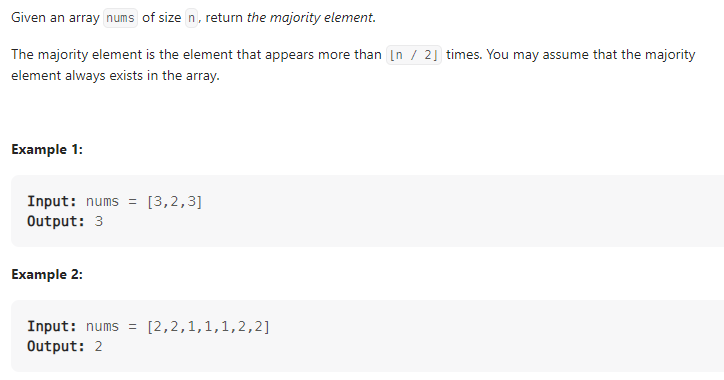 Given an array nums of size n, return the majority element.
The majority element is the element that appears more than ⌊n / 2⌋ times. You may assume that the majority
element always exists in the array.
Example 1:
Input: nums = [3,2,3]
Output: 3
Example 2:
Input: nums = [2,2,1,1,1,2,2]
Output: 2